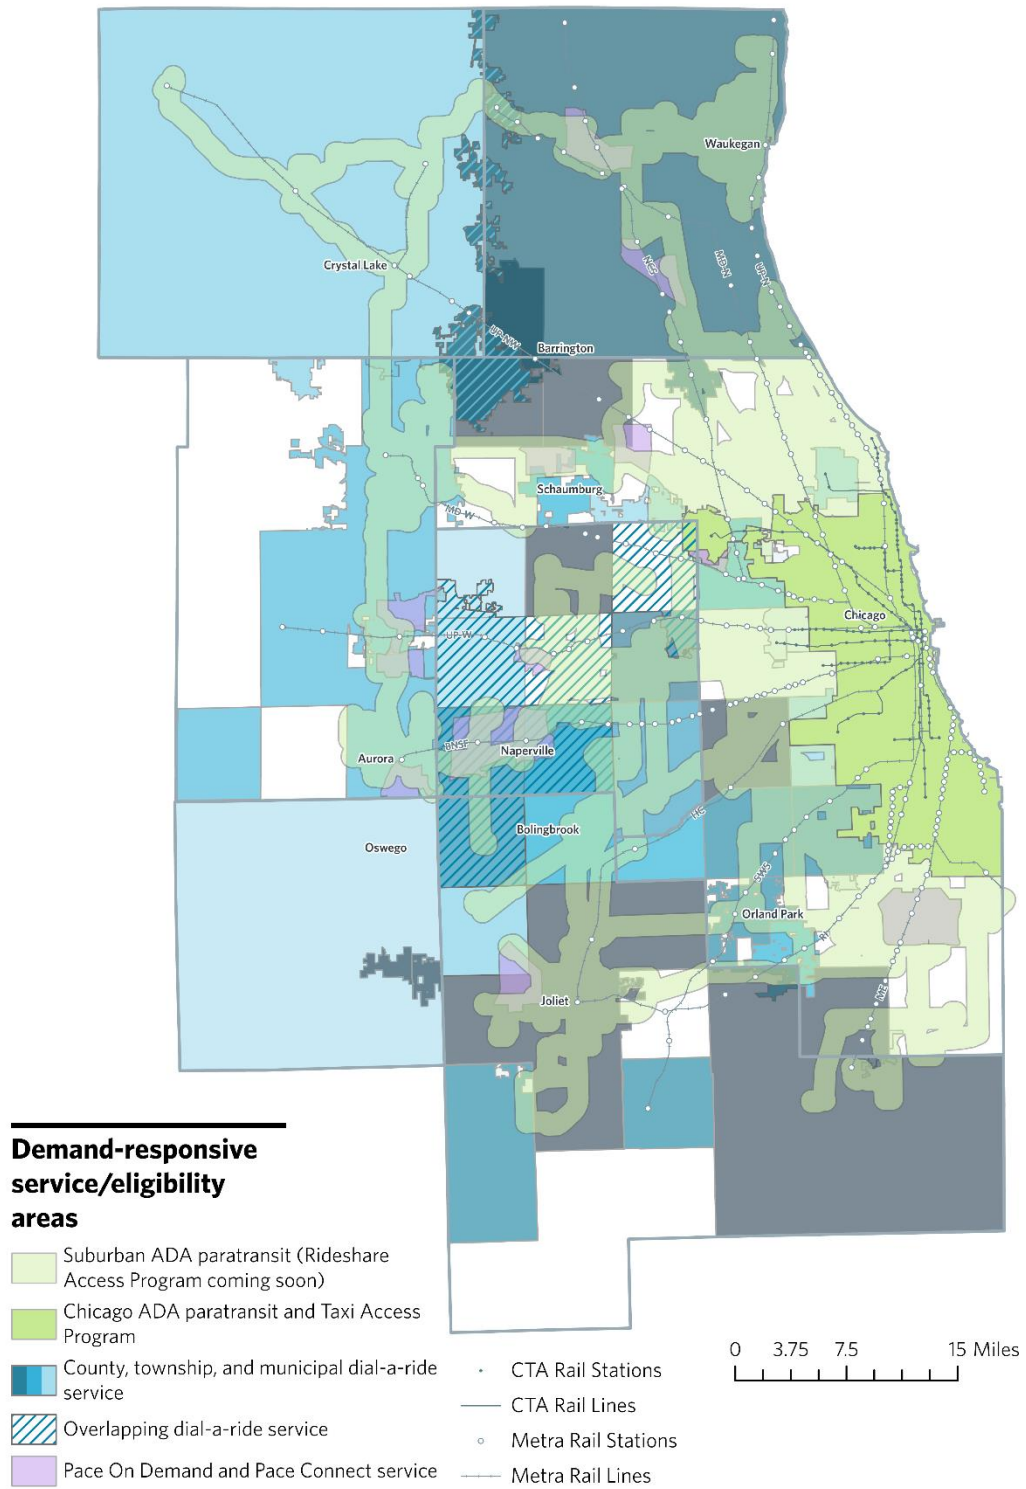 Waukegan
Crystal Lake
NCS
MD-N
UP-N
UP-NW
Barrington
Schaumburg
MD-W
Chicago
UP-W
BNSF
Naperville
Aurora
HC
Bolingbrook
Oswego
SWS
Orland Park
RI
ME
Joliet
Demand-responsive
service/eligibility
areas
Suburban ADA paratransit (Rideshare
Access Program coming soon)
Chicago ADA paratransit and Taxi Access
Program
County, township, and municipal dial-a-ride
service
Overlapping dial-a-ride service
Pace On Demand and Pace Connect service
CTA Rail Stations
CTA Rail Lines
Metra Rail Stations
Metra Rail Lines
0 3.75 7.5 15 Miles